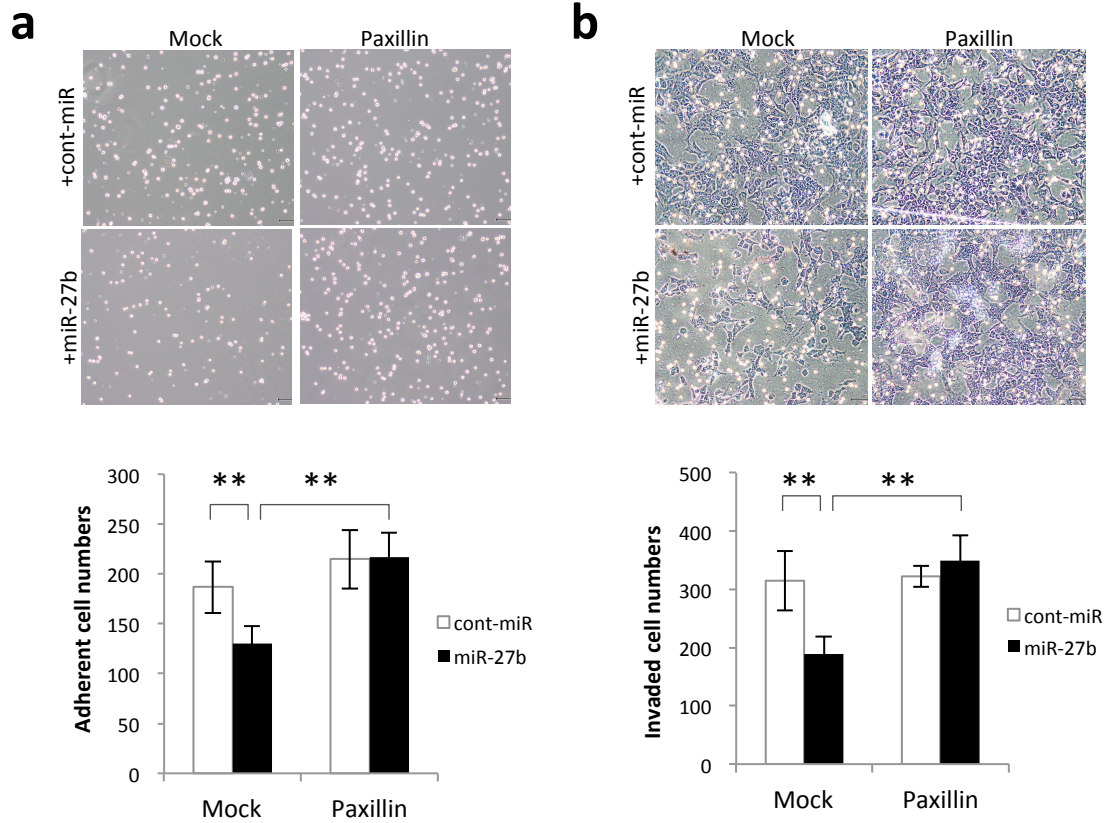 a
Mock Paxillin
+cont-miR
+miR-27b
300
250
200
150
100
50
0
Adherent cell numbers
** **
cont-miR
miR-27b
Mock Paxillin
b
Mock Paxillin
+cont-miR
+miR-27b
500
400
300
200
100
0
Invaded cell numbers
** **
cont-miR
miR-27b
Mock Paxillin